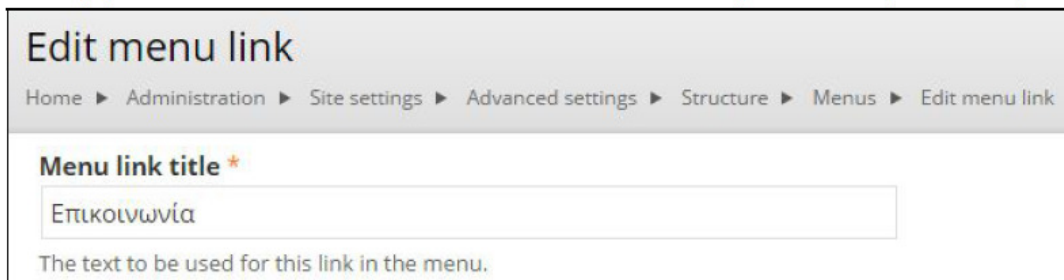 Edit menu link
Home ▶ Administration ▶ Site settings ▶ Advanced settings ▶ Structure ▶ Menus ▶ Edit menu link
Menu link title *
Επικοινωνία
The text to be used for this link in the menu.